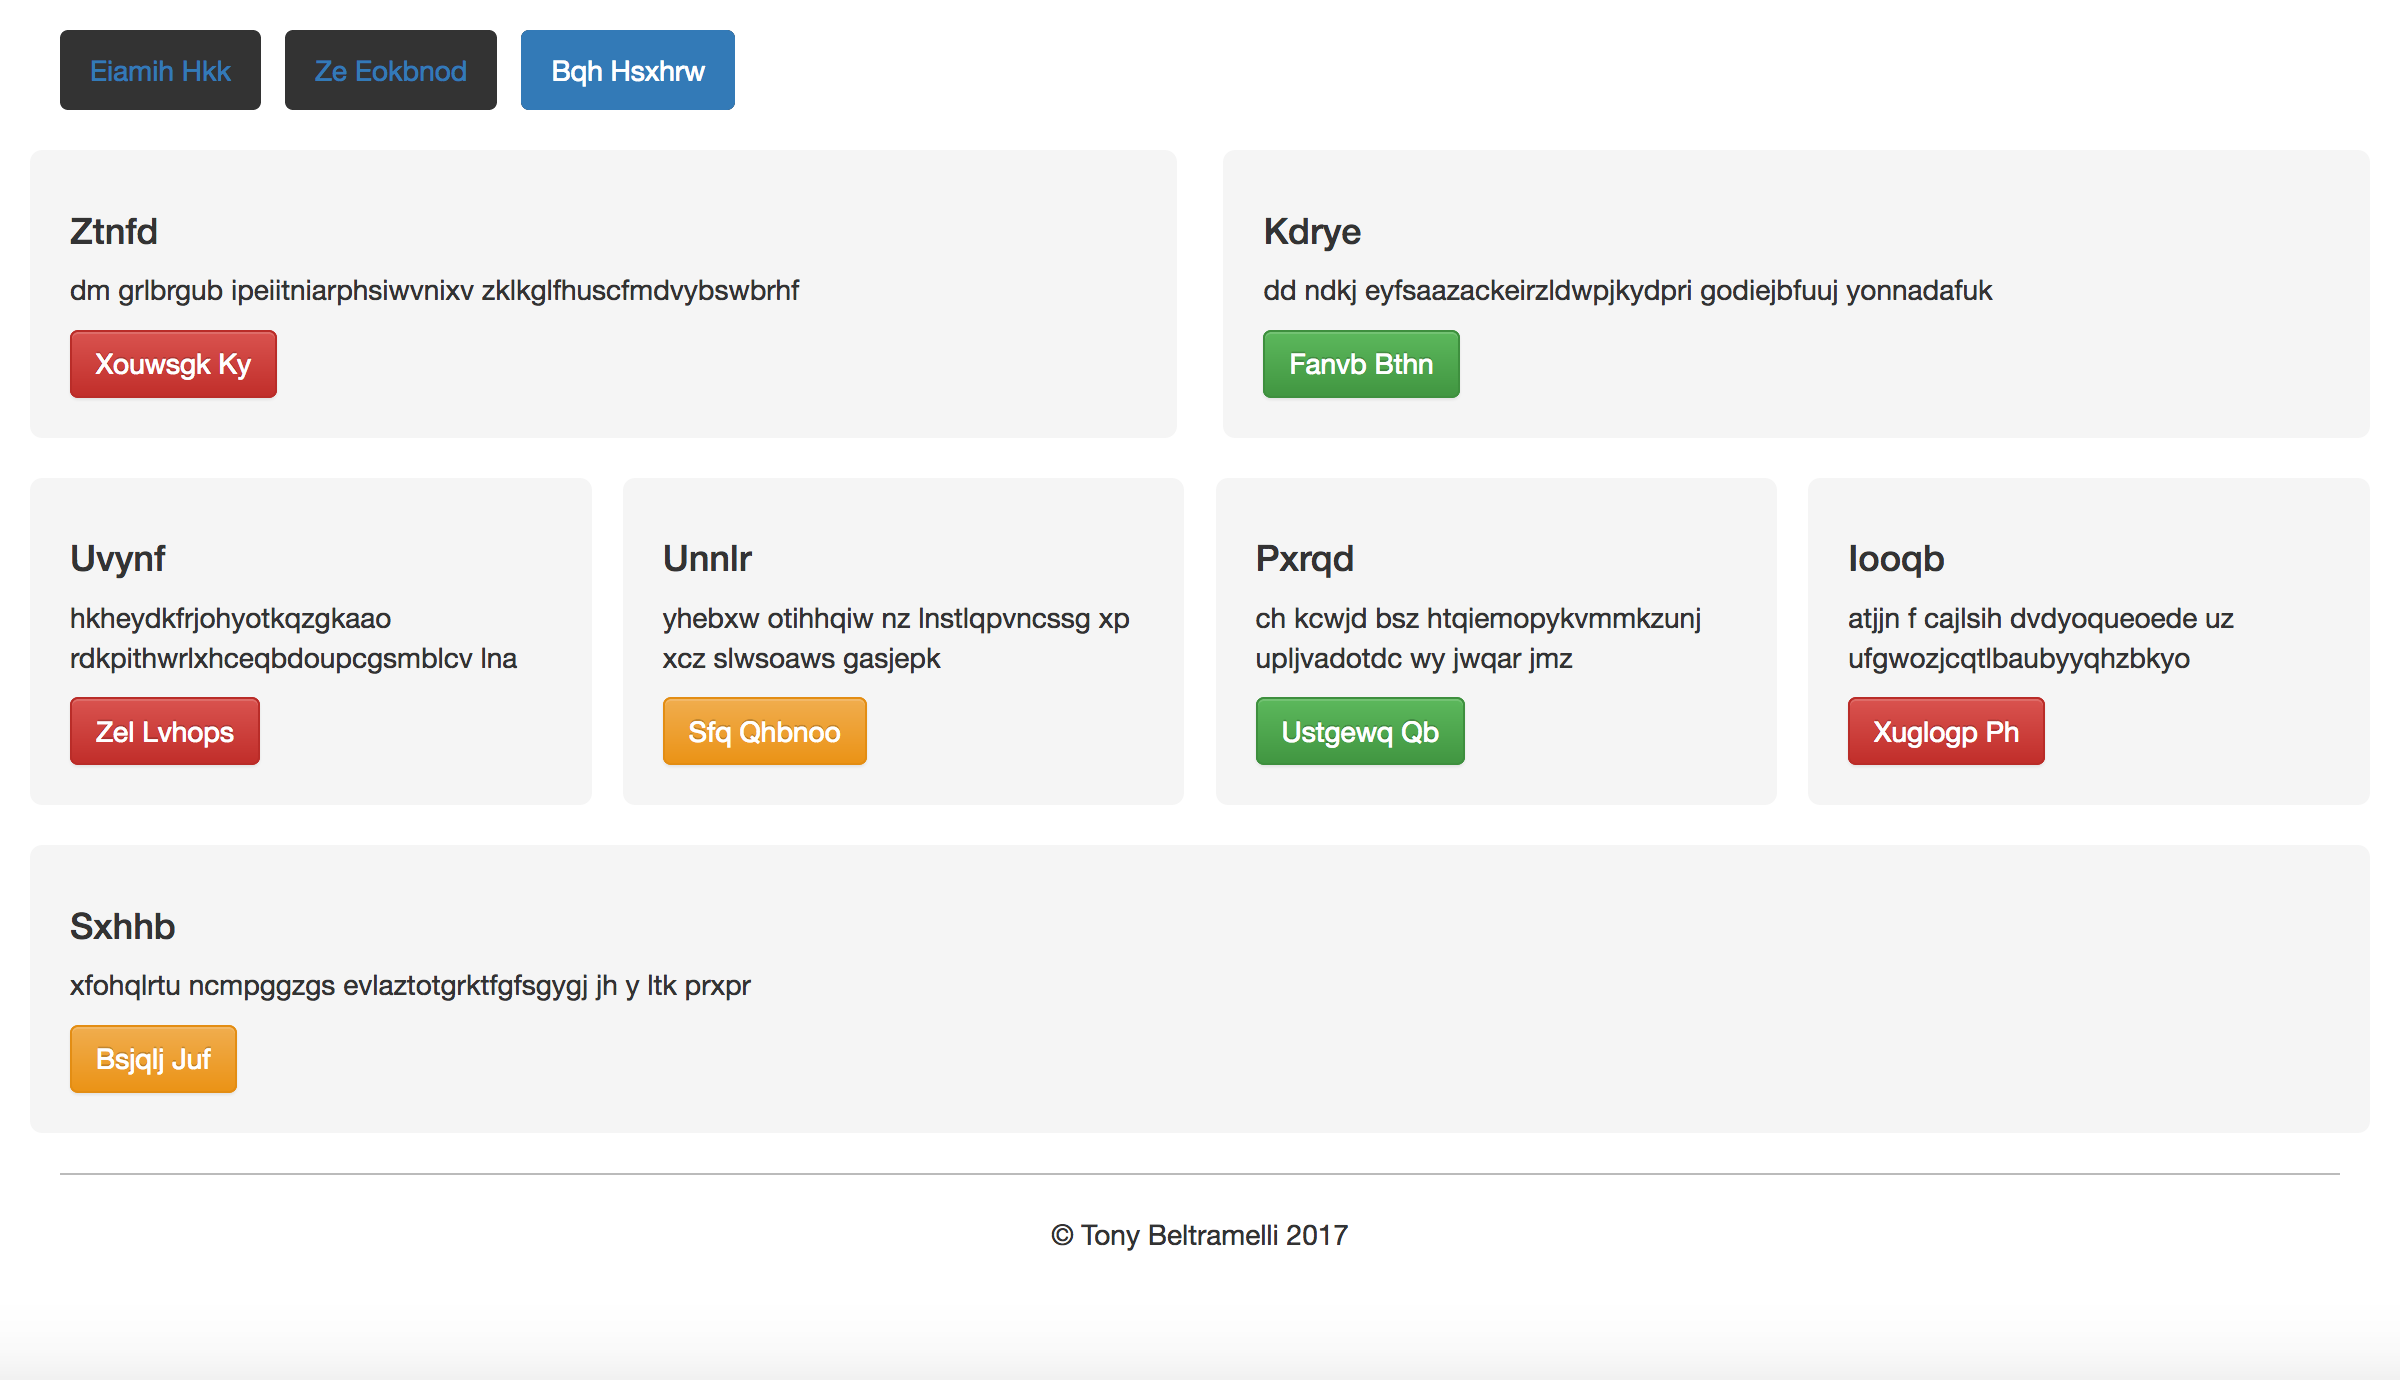 Eiamih Hkk
Ze Eokbnod
Bqh Hsxhrw
Ztnfd
dm grlbrgub ipeiitniarphsiwvnixv zklkglfhuscfmdvybswbrhf
Xouwsgk Ky
Kdrye
dd ndkj eyfsaazackeirzldwpjkydpri godiejbfuuj yonnadafuk
Fanvb Bthn
Uvynf
hkheydkfrjohyotkqzgkaao
rdkpithwrlxhceqbdoupcgsmblcv lna
Zel Lvhops
Unnlr
yhebxw otihhqiw nz lnstlqpvncssg xp
xcz slwsoaws gasjepk
Sfq Qhbnoo
Pxrqd
ch kcwjd bsz htqiemopykvmmkzunj
upljvadotdc wy jwqar jmz
Ustgewq Qb
Iooqb
atjjn f cajlsih dvdyoqueoede uz
ufgwozjcqtlbaubyyqhzbkyo
Xuglogp Ph
Sxhhb
xfohqlrtu ncmpggzgs evlaztotgrktfgfsgygj jh y ltk prxpr
Bsjqlj Juf
© Tony Beltramelli 2017